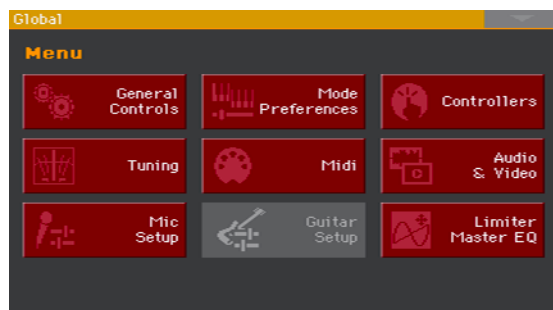 Global
Menu
General
Controls
Mode
Preferences
Controllers
Tuning
Midi
Audio
& Video
Mic
Setup
Guitar
Setup
Limiter
Master EQ